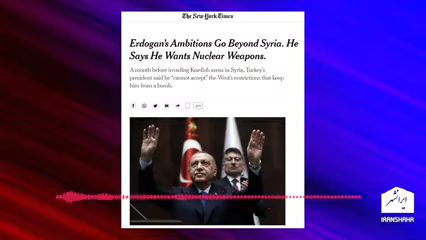 The New York Times
Erdogan's Ambitions Go Beyond Syria. He
Says He Wants Nuclear Weapons.
A month before invading Kurdish areas in Syria, Turkey's
president said he “cannot accept” the West's restrictions that keep
him from a bomb.
ایرانشهر
IRANSHAHR